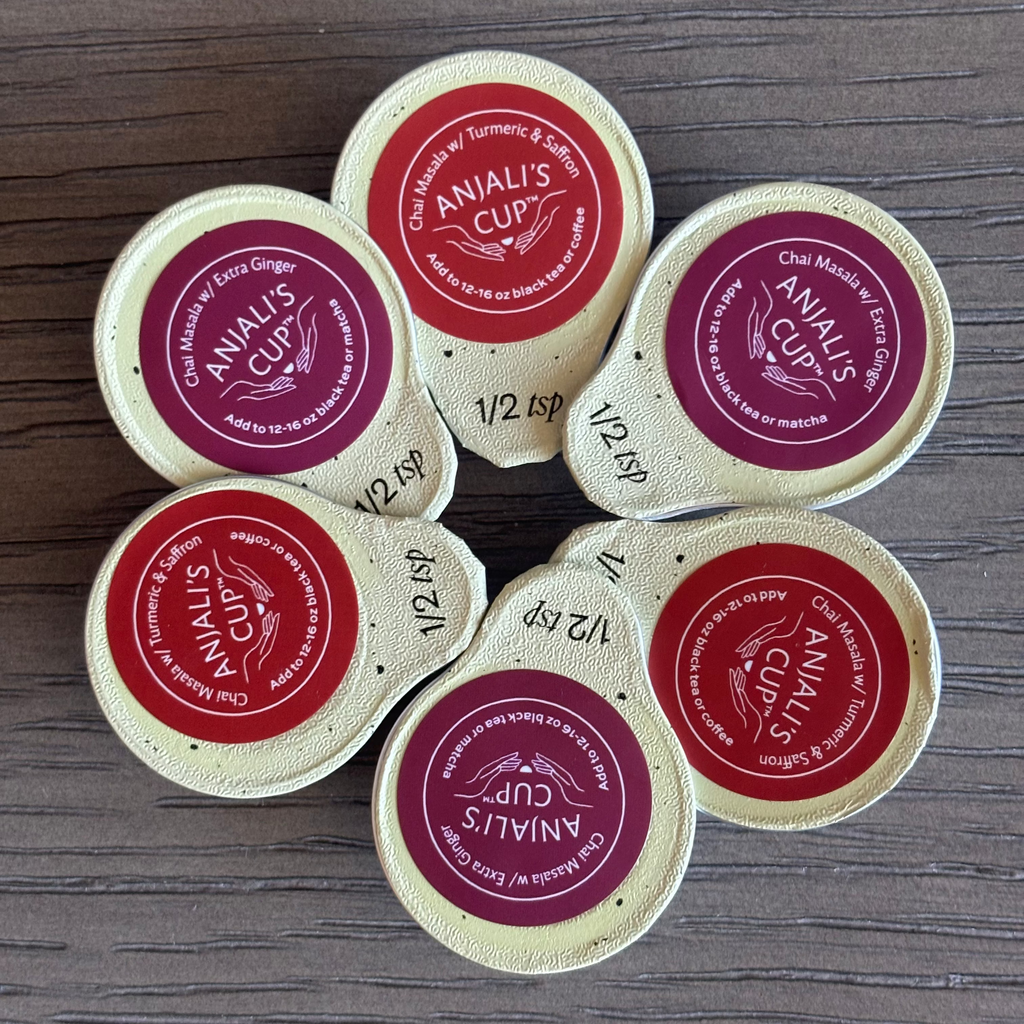 Chai Masala w/ Turmeric & Saffron
ANJALI'S
CUP™
Add to 12-16 oz black tea or coffee
1/2 tsp
Chai Masala w/ Extra Ginger
ANJALI'S
CUP™
Add to 12-16 oz black tea or matcha
1/2 tsp
Chai Masala w/ Extra Ginger
ANJALI'S
CUP™
Add to 12-16 oz black tea or matcha
1/2 tsp
Chai Masala w/ Turmeric & Saffron
ANJALI'S
CUP™
Add to 12-16 oz black tea or coffee
1/2 tsp
Chai Masala w/ Extra Ginger
ANJALI'S
CUP™
Add to 12-16 oz black tea or matcha
1/2 tsp
Chai Masala w/ Turmeric & Saffron
ANJALI'S
CUP™
Add to 12-16 oz black tea or coffee